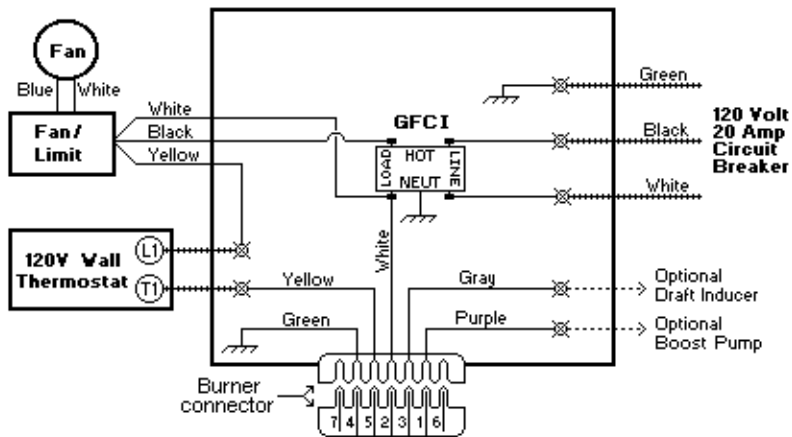 Fan
Blue
White
Fan/
Limit
White
Black
Yellow
GFCI
LOAD
HOT
NEUT
LINE
Green
Black
White
120 Volt
20 Amp
Circuit
Breaker
120V Wall
Thermostat
L1
T1
White
Yellow
Green
Gray
Purple
Optional
Draft Inducer
Optional
Boost Pump
Burner
connector
7 4 5 2 3 1 6